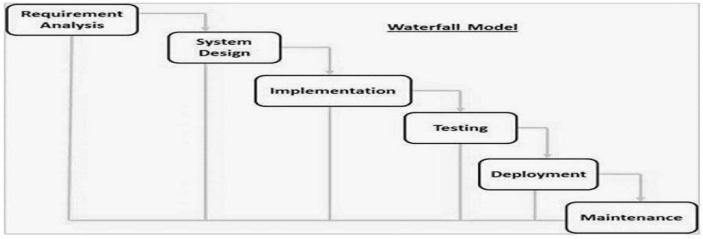 Requirement
Analysis
Waterfall Model
System
Design
Implementation
Testing
Deployment
Maintenance